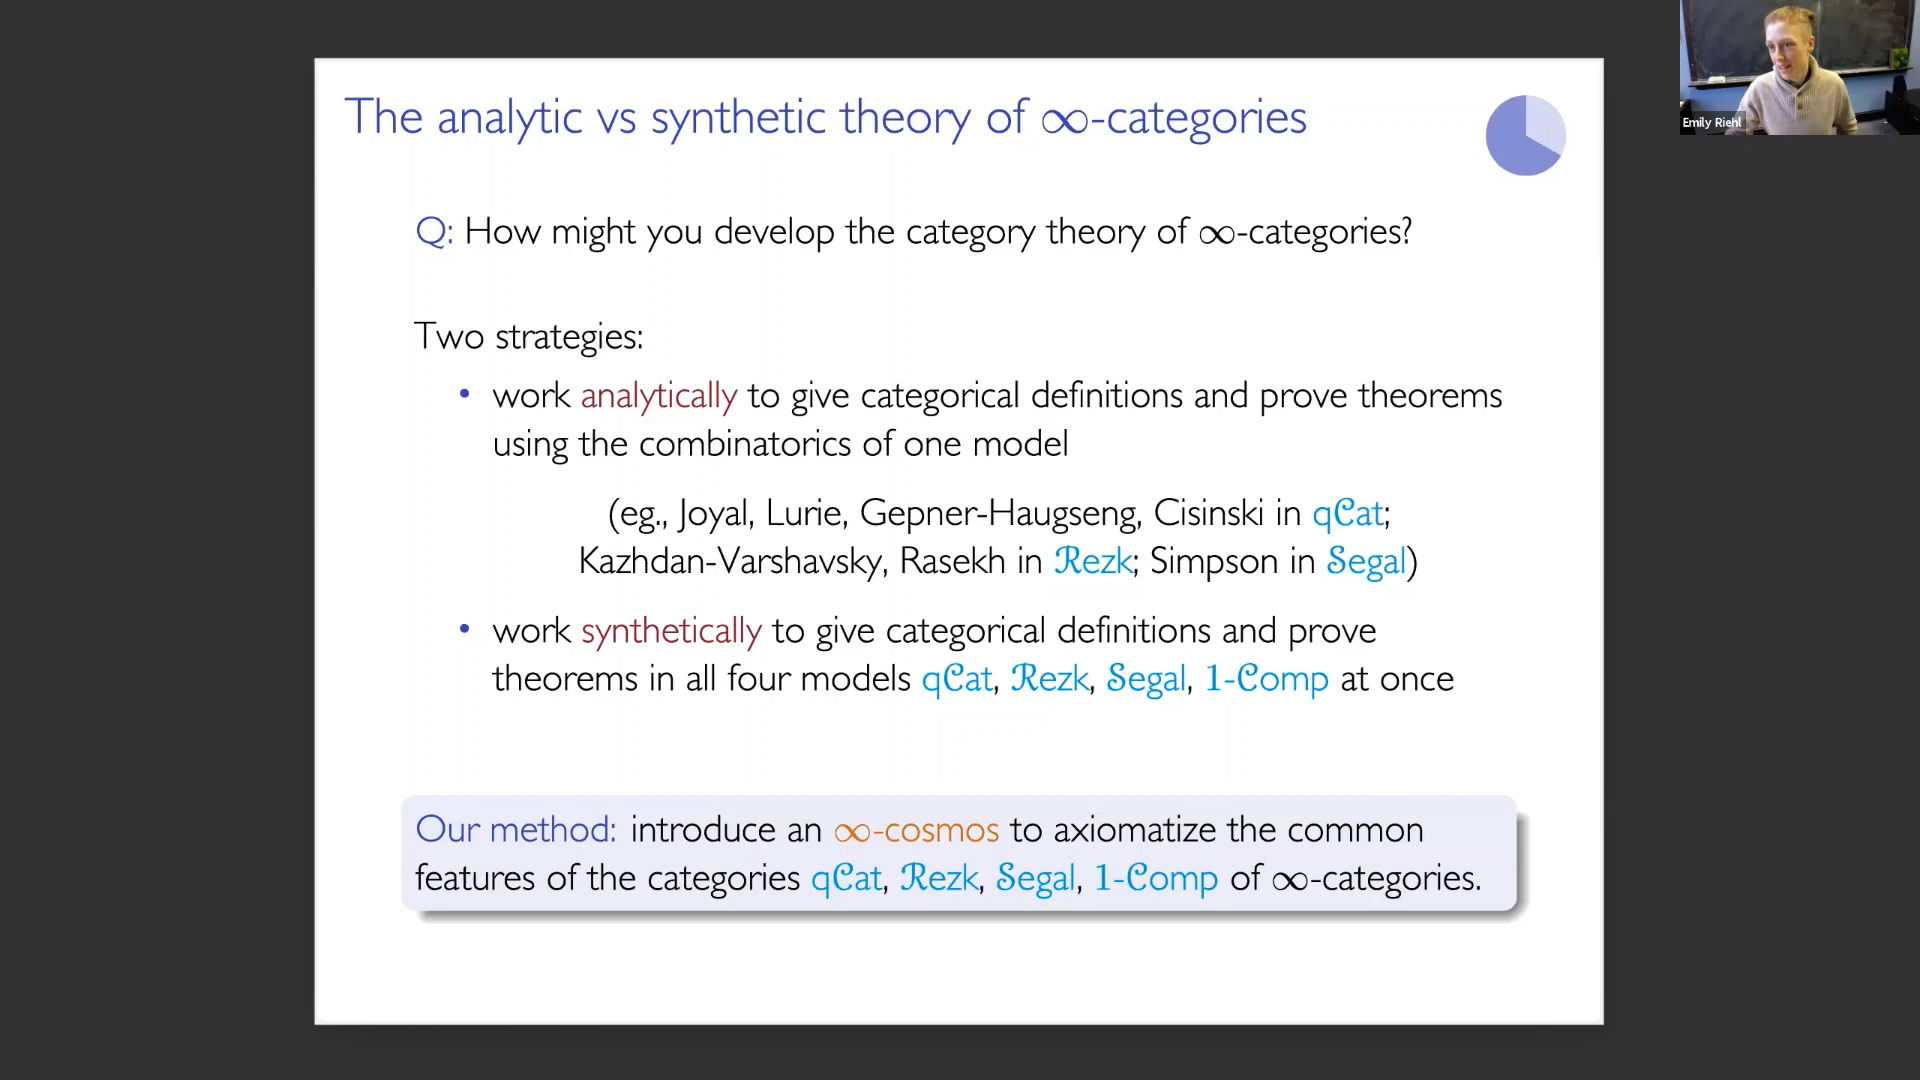 The analytic vs synthetic theory of ∞-categories
Emily Riehl
Q: How might you develop the category theory of ∞-categories?
Two strategies:
• work analytically to give categorical definitions and prove theorems
using the combinatorics of one model
(eg., Joyal, Lurie, Gepner-Haugseng, Cisinski in qCat;
Kazhdan-Varshavsky, Rasekh in Rezk; Simpson in Segal)
• work synthetically to give categorical definitions and prove
theorems in all four models qCat, Rezk, Segal, 1-Comp at once
Our method: introduce an ∞-cosmos to axiomatize the common
features of the categories qCat, Rezk, Segal, 1-Comp of ∞-categories.